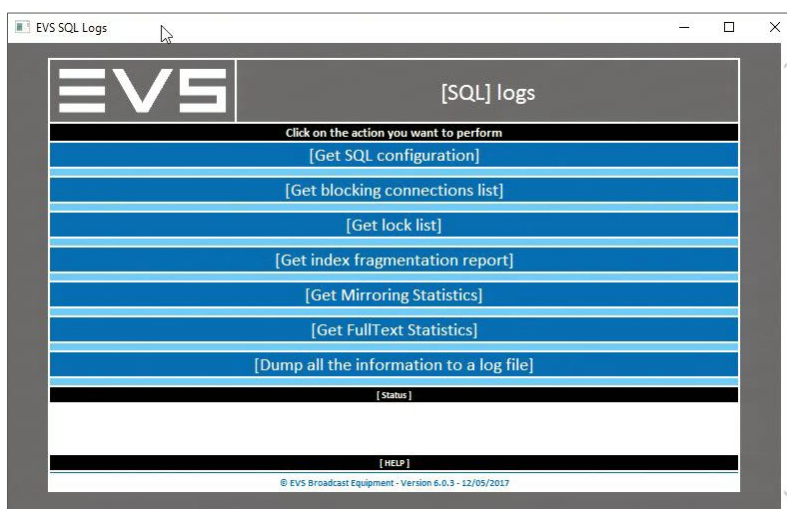 EVS SQL Logs
EVS
[SQL] logs
Click on the action you want to perform
[Get SQL configuration]
[Get blocking connections list]
[Get lock list]
[Get index fragmentation report]
[Get Mirroring Statistics]
[Get FullText Statistics]
[Dump all the information to a log file]
[ Status ]
[ HELP ]
© EVS Broadcast Equipment - Version 6.0.3 - 12/05/2017